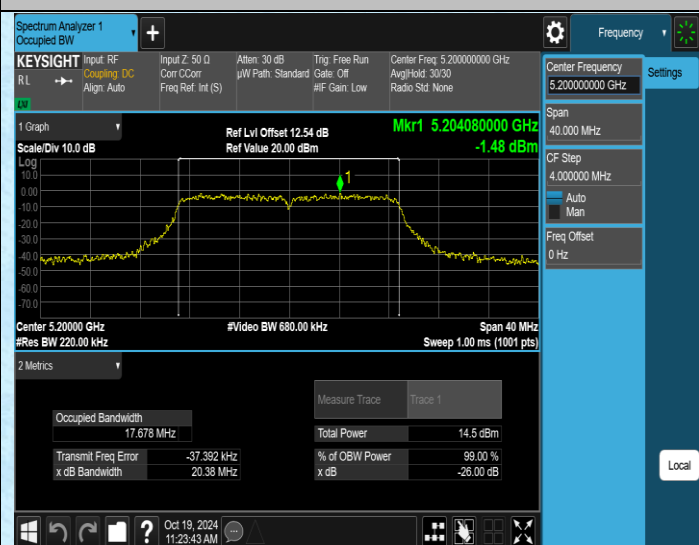 Spectrum Analyzer 1
Occupied BW
Frequency
KEYSIGHT
RL
LXI
Input: RF
Coupling: DC
Align: Auto
Input Z: 50 Ω
Corr CCorr
Freq Ref: Int (S)
Atten: 30 dB
µW Path: Standard
Trig: Free Run
Gate: Off
#IF Gain: Low
Center Freq: 5.200000000 GHz
Avg|Hold: 30/30
Radio Std: None
1 Graph
Scale/Div 10.0 dB
Ref Lvl Offset 12.54 dB
Ref Value 20.00 dBm
Mkr1 5.204080000 GHz
-1.48 dBm
Log
10.0
0.00
-10.0
-20.0
-30.0
-40.0
-50.0
-60.0
-70.0
1
Center 5.20000 GHz
#Res BW 220.00 kHz
#Video BW 680.00 kHz
Span 40 MHz
Sweep 1.00 ms (1001 pts)
2 Metrics
Measure Trace
Trace 1
Occupied Bandwidth
17.678 MHz
Total Power 14.5 dBm
Transmit Freq Error -37.392 kHz
% of OBW Power 99.00 %
x dB Bandwidth 20.38 MHz
x dB -26.00 dB
Oct 19, 2024
11:23:43 AM
Center Frequency
5.200000000 GHz
Span
40.000 MHz
CF Step
4.000000 MHz
Auto
Man
Freq Offset
0 Hz
Settings
Local